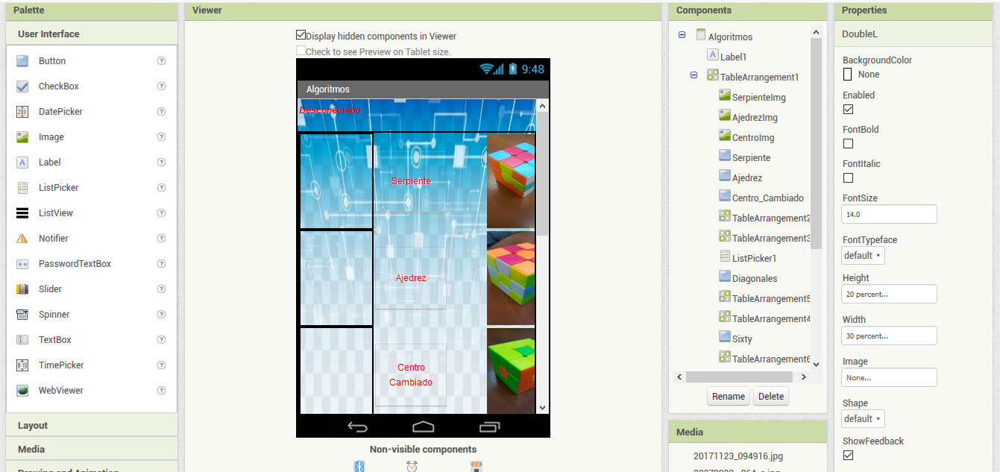 Palette
User Interface
Button
?
CheckBox
?
DatePicker
?
Image
?
Label
?
ListPicker
?
ListView
?
Notifier
?
PasswordTextBox
?
Slider
?
Spinner
?
TextBox
?
TimePicker
?
WebViewer
?
Layout
Media
Drawing and Animation
Viewer
Display hidden components in Viewer
Check to see Preview on Tablet size.
9:48
Algoritmos
Desconectado
Serpiente
Ajedrez
Centro
Cambiado
Non-visible components
Components
Algoritmos
A Label1
TableArrangement1
SerpienteImg
AjedrezImg
CentroImg
Serpiente
Ajedrez
Centro_Cambiado
TableArrangement2
TableArrangement3
ListPicker1
Diagonales
TableArrangement5
TableArrangement4
Sixty
TableArrangement6
Rename Delete
Media
20171123_094916.jpg
Properties
DoubleL
BackgroundColor
None
Enabled
FontBold
FontItalic
FontSize
14.0
FontTypeface
default
Height
20 percent...
Width
30 percent...
Image
None...
Shape
default
ShowFeedback